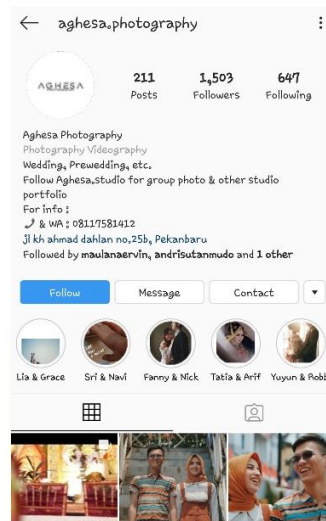 aghesa.photography
AGHESA
211 1,503 647
Posts Followers Following
Aghesa Photography
Photography Videography
Wedding, Prewedding, etc.
Follow Aghesa.studio for group photo & other studio
portfolio
For info :
& WA : 08117581412
jl kh ahmad dahlan no.25b, Pekanbaru
Followed by maulanaervin, andrisutanmudo and 1 other
Follow Message Contact
Lia & Grace Sri & Navi Fanny & Nick Tatia & Arif Yuyun & Robb